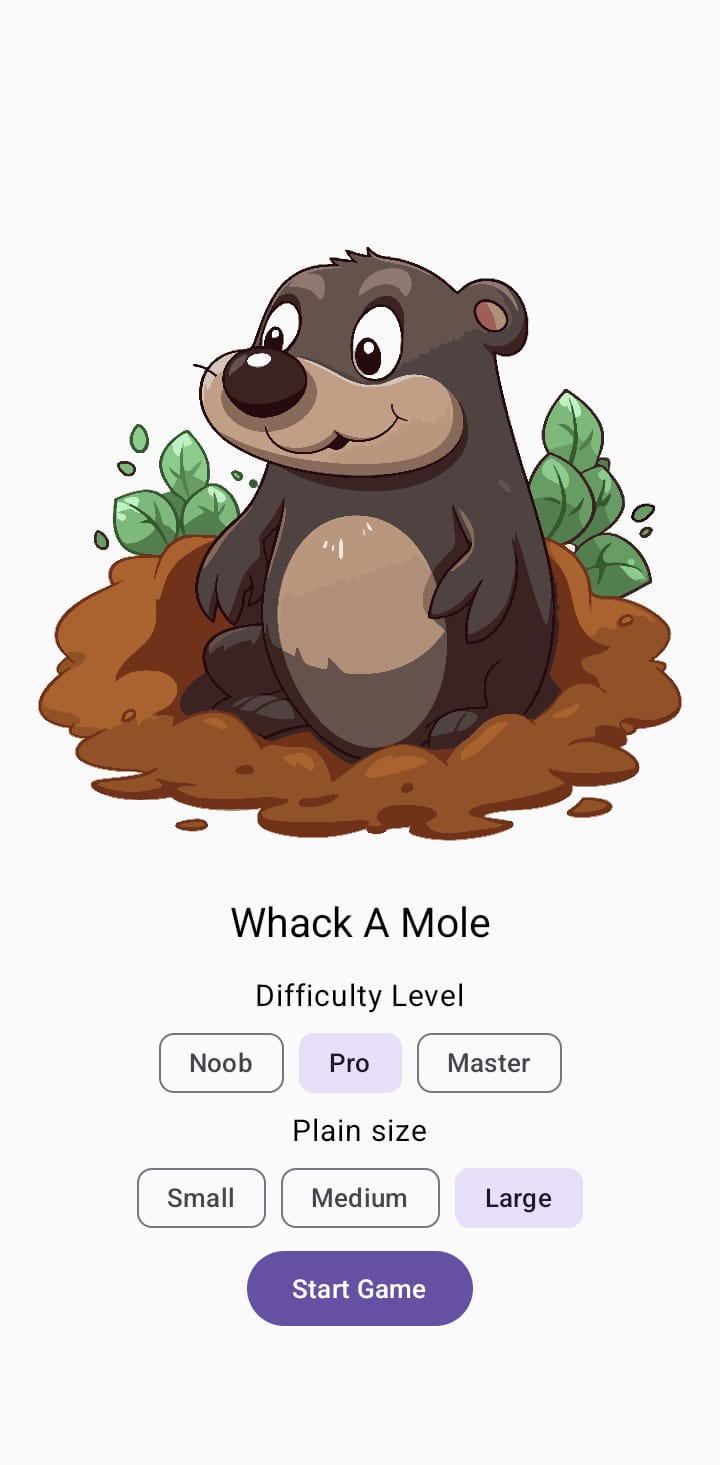 Whack A Mole
Difficulty Level
Noob Pro Master
Plain size
Small Medium Large
Start Game